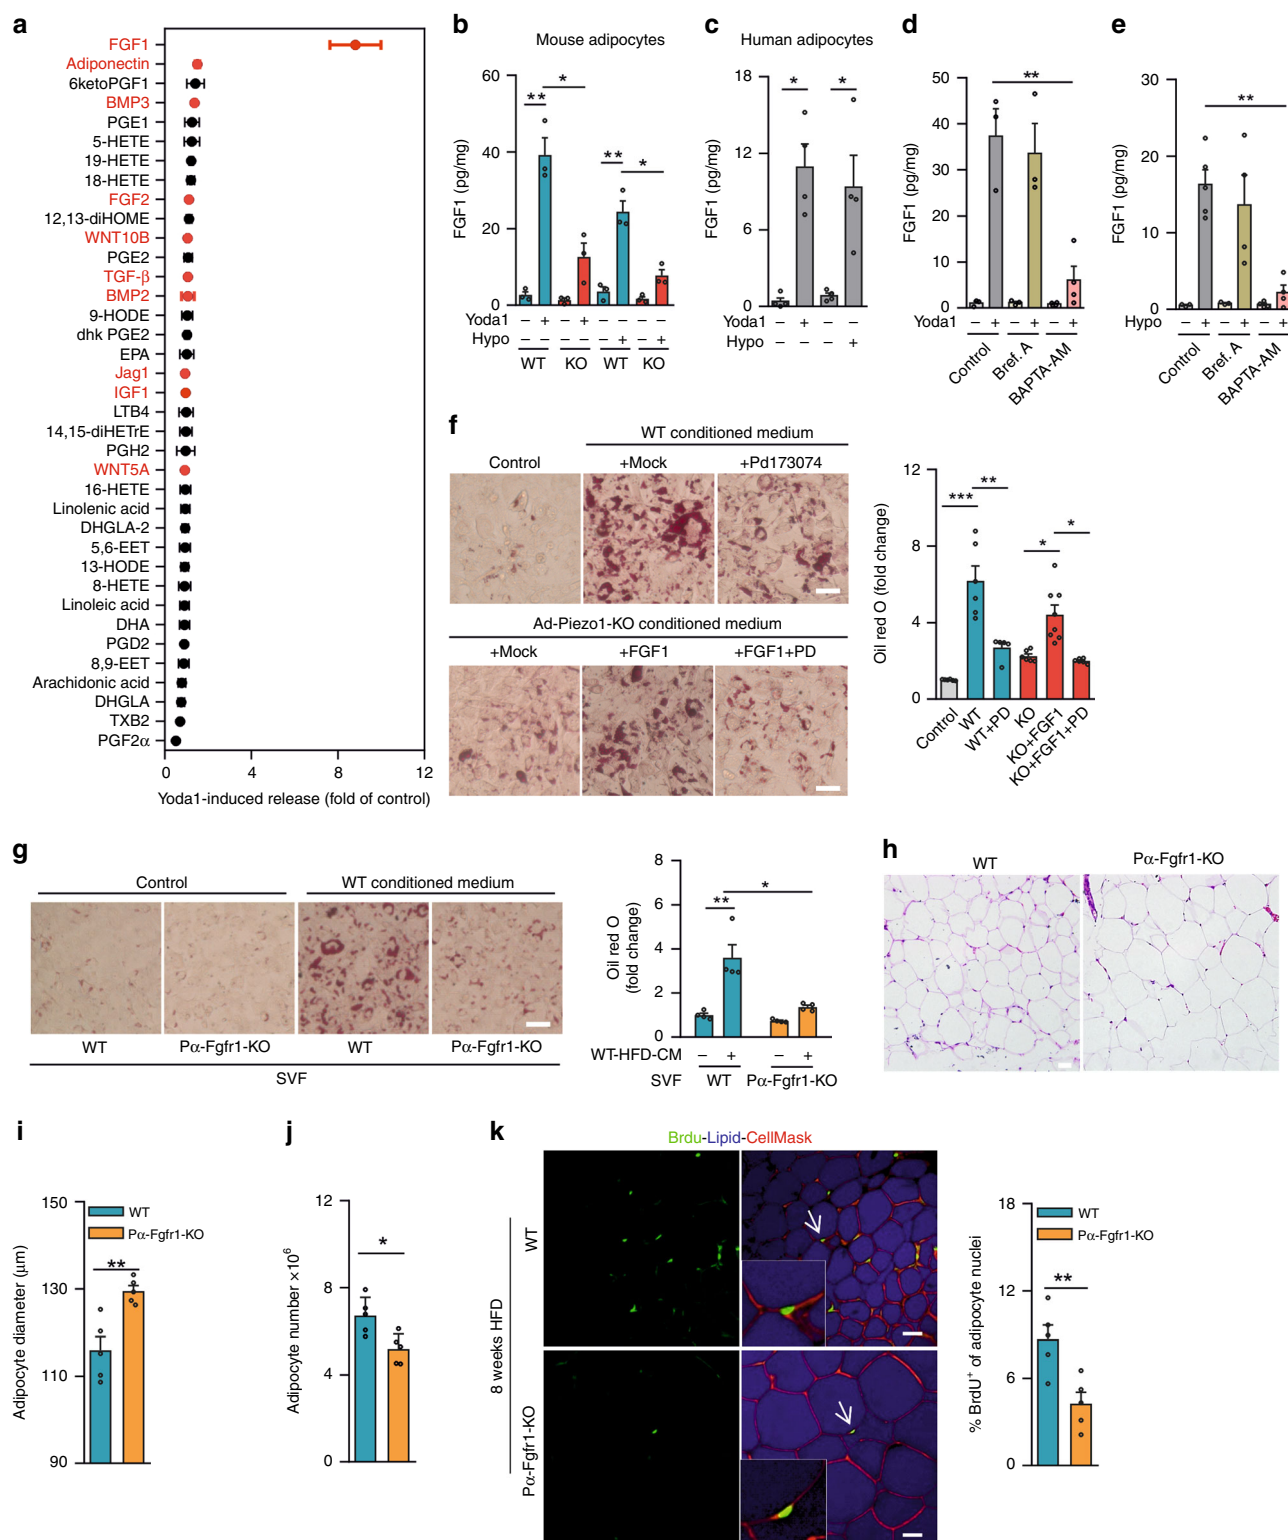 a
FGF1
Adiponectin
6ketoPGF1
BMP3
PGE1
5-HETE
19-HETE
18-HETE
FGF2
12,13-diHOME
WNT10B
PGE2
TGF-β
BMP2
9-HODE
dhk PGE2
EPA
Jag1
IGF1
LTB4
14,15-diHETrE
PGH2
WNT5A
16-HETE
Linolenic acid
DHGLA-2
5,6-EET
13-HODE
8-HETE
Linoleic acid
DHA
PGD2
8,9-EET
Arachidonic acid
DHGLA
TXB2
PGF2α
0 4 8 12
Yoda1-induced release (fold of control)
b
Mouse adipocytes
FGF1 (pg/mg)
60
40
20
0
** * ** *
Yoda1 – + – +
Hypo – + – +
WT KO WT KO
c
Human adipocytes
FGF1 (pg/mg)
18
12
6
0
* *
Yoda1 – +
Hypo – +
d
FGF1 (pg/mg)
50
40
30
20
10
0
**
Yoda1 – + – + – +
Control Bref. A BAPTA-AM
e
FGF1 (pg/mg)
30
20
10
0
**
Hypo – + – + – +
Control Bref. A BAPTA-AM
f
WT conditioned medium
Control +Mock +Pd173074
Ad-Piezo1-KO conditioned medium
+Mock +FGF1 +FGF1+PD
Oil red O (fold change)
12
8
4
0
*** ** * *
Control WT WT+PD KO KO+FGF1 KO+FGF1+PD
g
Control WT conditioned medium
WT Pα-Fgfr1-KO WT Pα-Fgfr1-KO
SVF
Oil red O
(fold change)
8
6
4
2
0
** *
WT-HFD-CM – + – +
SVF WT Pα-Fgfr1-KO
h
WT Pα-Fgfr1-KO
i
Adipocyte diameter (µm)
150
130
110
90
WT
Pα-Fgfr1-KO
**
j
Adipocyte number ×10⁶
12
8
4
0
*
k
Brdu-Lipid-CellMask
8 weeks HFD
WT
Pα-Fgfr1-KO
% BrdU⁺ of adipocyte nuclei
18
12
6
0
WT
Pα-Fgfr1-KO
**